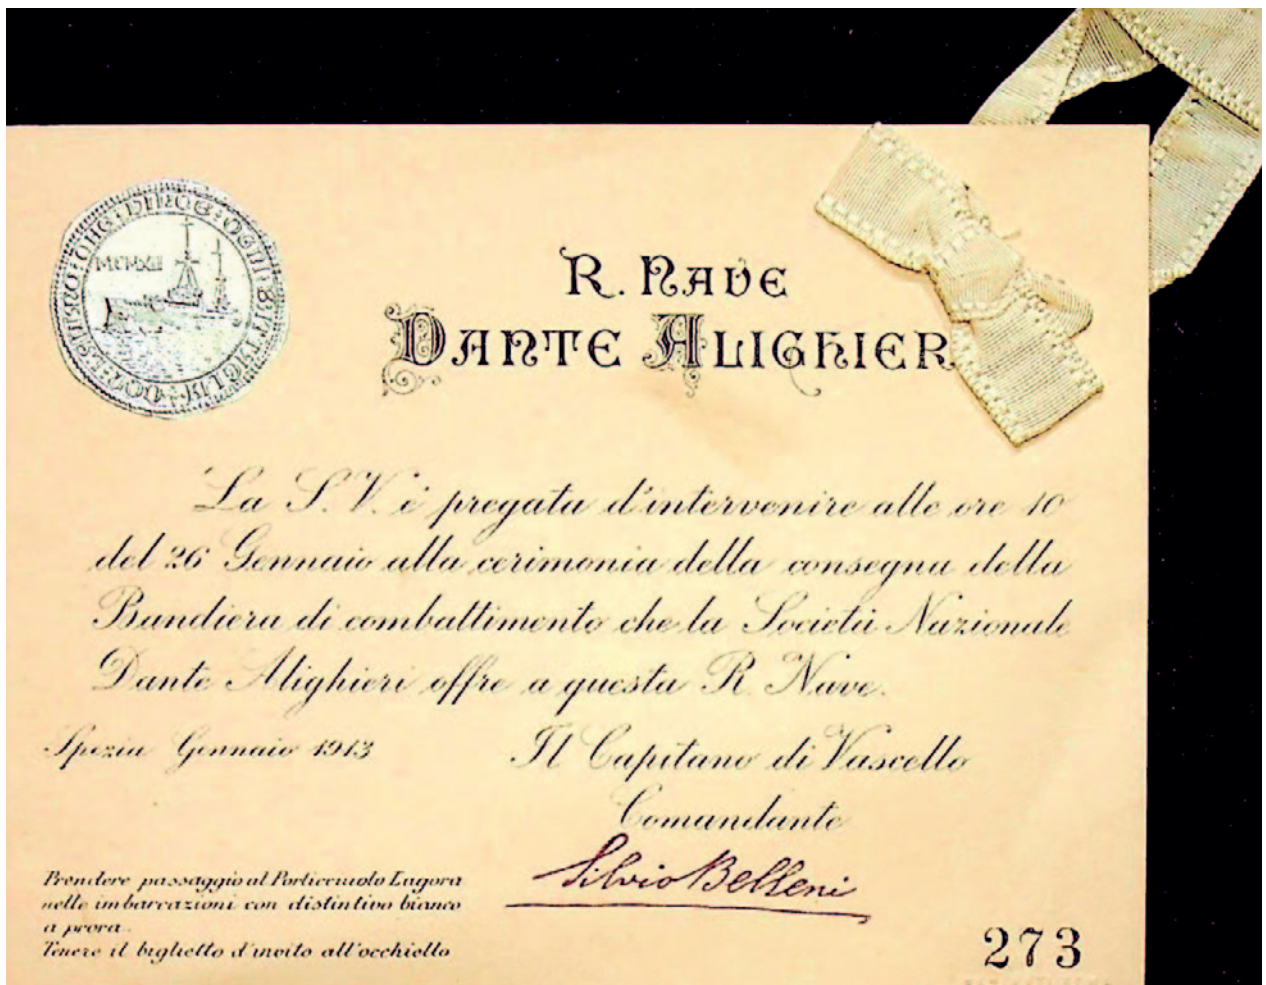 MCMXII
R. NAVE
DANTE ALIGHIER
La S. V. è pregata d'intervenire alle ore 10
del 26 Gennaio alla cerimonia della consegna della
Bandiera di combattimento che la Società Nazionale
Dante Alighieri offre a questa R. Nave.
Spezia Gennaio 1913
Il Capitano di Vascello
Comandante
Silvio Belleni
Prendere passaggio al Porticciuolo Lagora
nelle imbarcazioni con distintivo bianco
a prora.
Tenere il biglietto d'invito all'occhiello
273